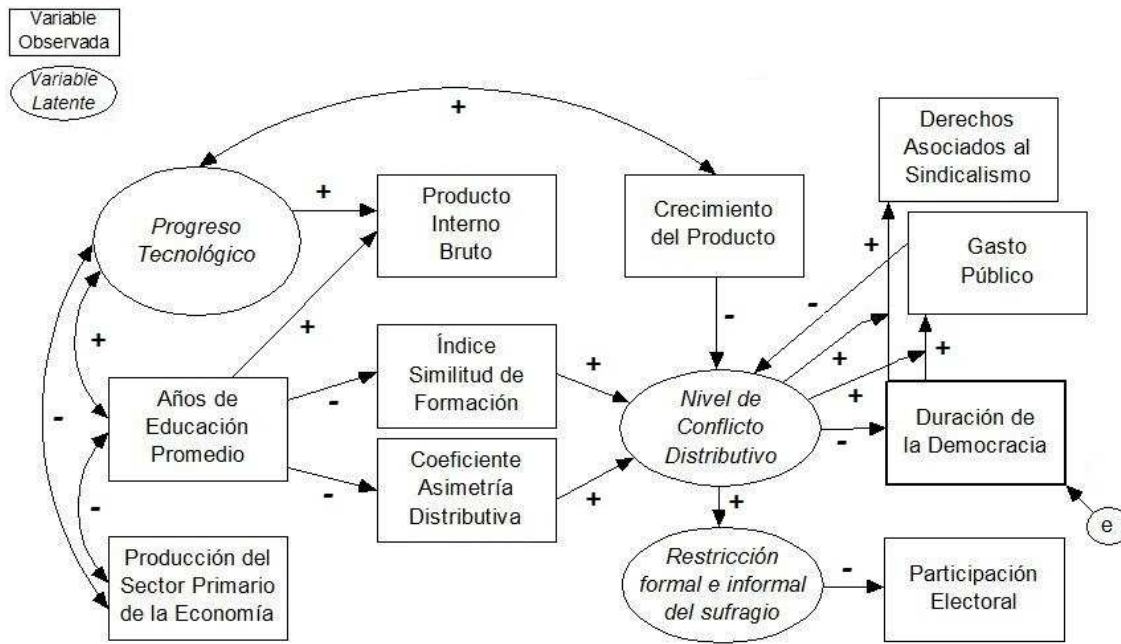 Variable
Observada
Variable
Latente
+
Derechos
Asociados al
Sindicalismo
Progreso
Tecnológico
+
Producto
Interno
Bruto
Crecimiento
del Producto
+
Gasto
Público
-
-
+
+
+
+
-
Años de
Educación
Promedio
-
Índice
Similitud de
Formación
+
Nivel de
Conflicto
Distributivo
+
-
Duración de
la Democracia
-
-
Coeficiente
Asimetría
Distributiva
+
+
e
Producción del
Sector Primario
de la Economía
Restricción
formal e informal
del sufragio
-
Participación
Electoral